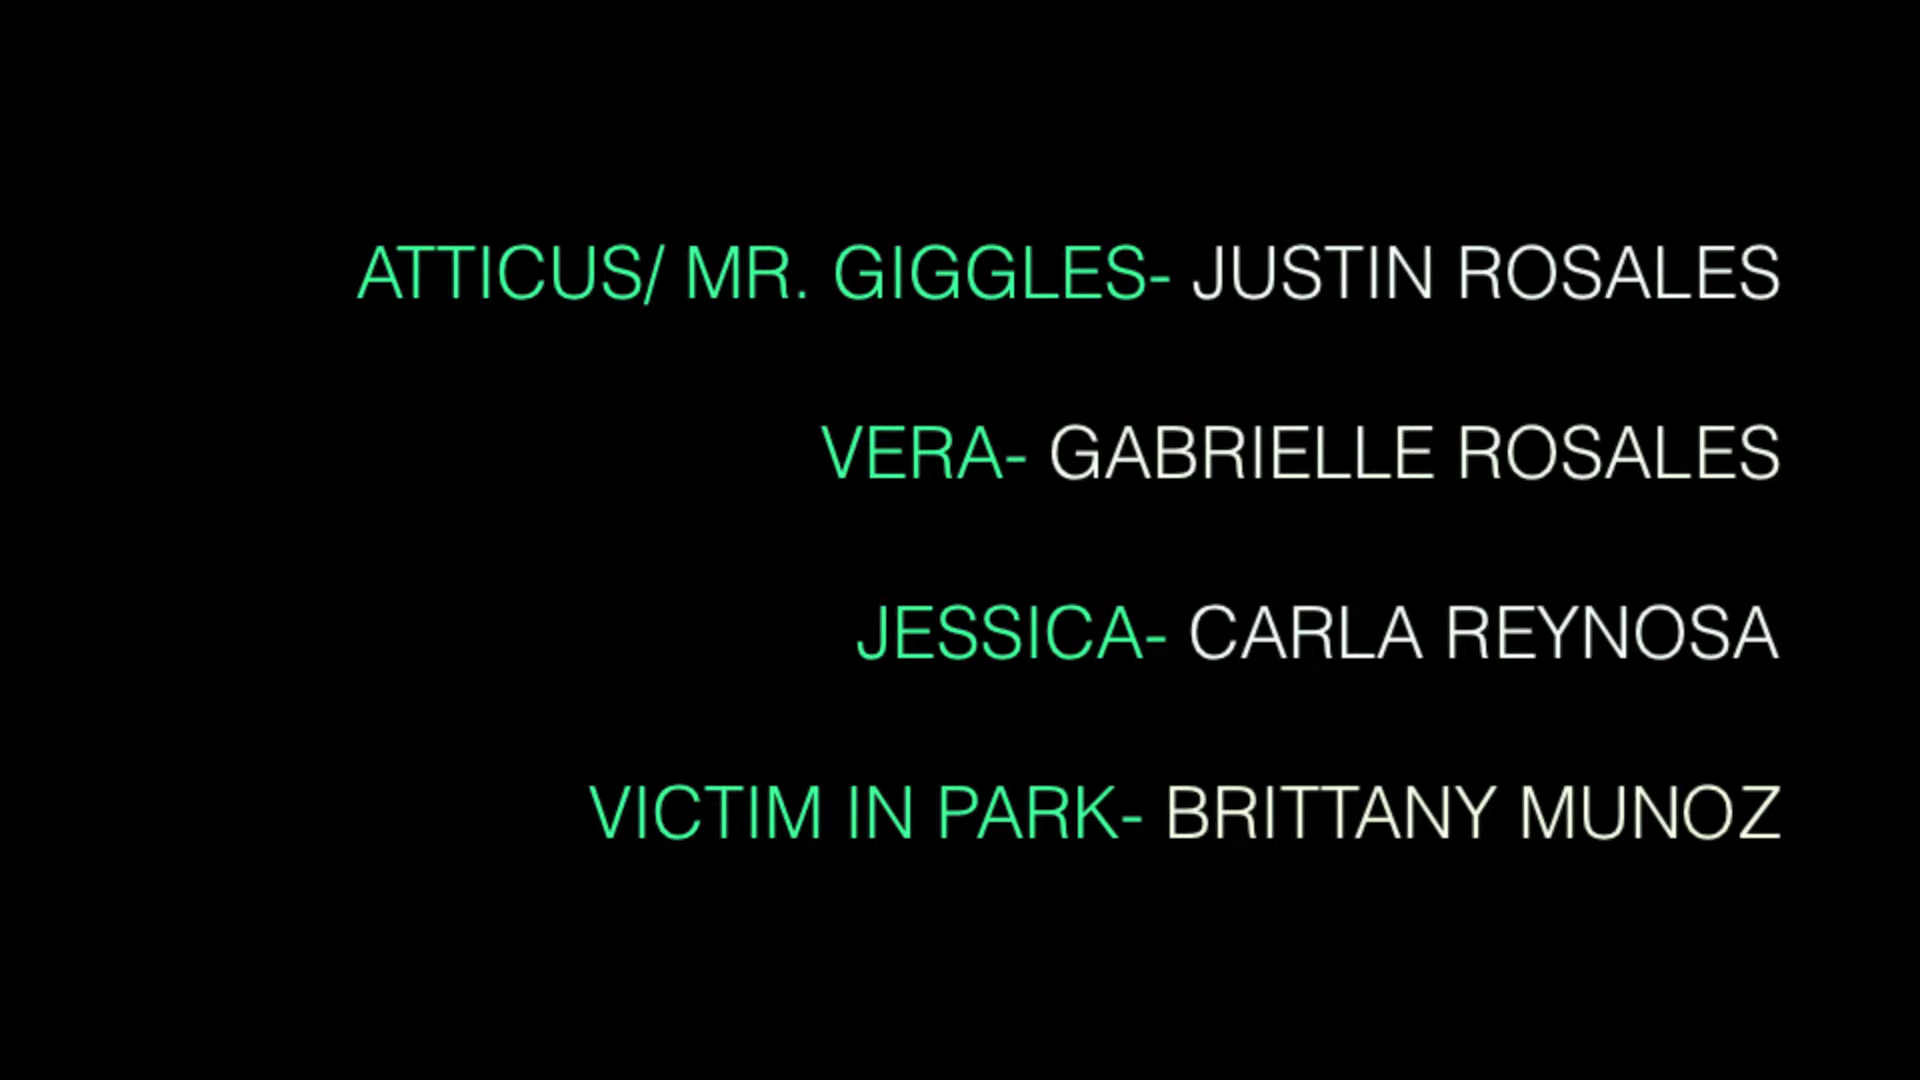 ATTICUS/ MR. GIGGLES- JUSTIN ROSALES
VERA- GABRIELLE ROSALES
JESSICA- CARLA REYNOSA
VICTIM IN PARK- BRITTANY MUNOZ